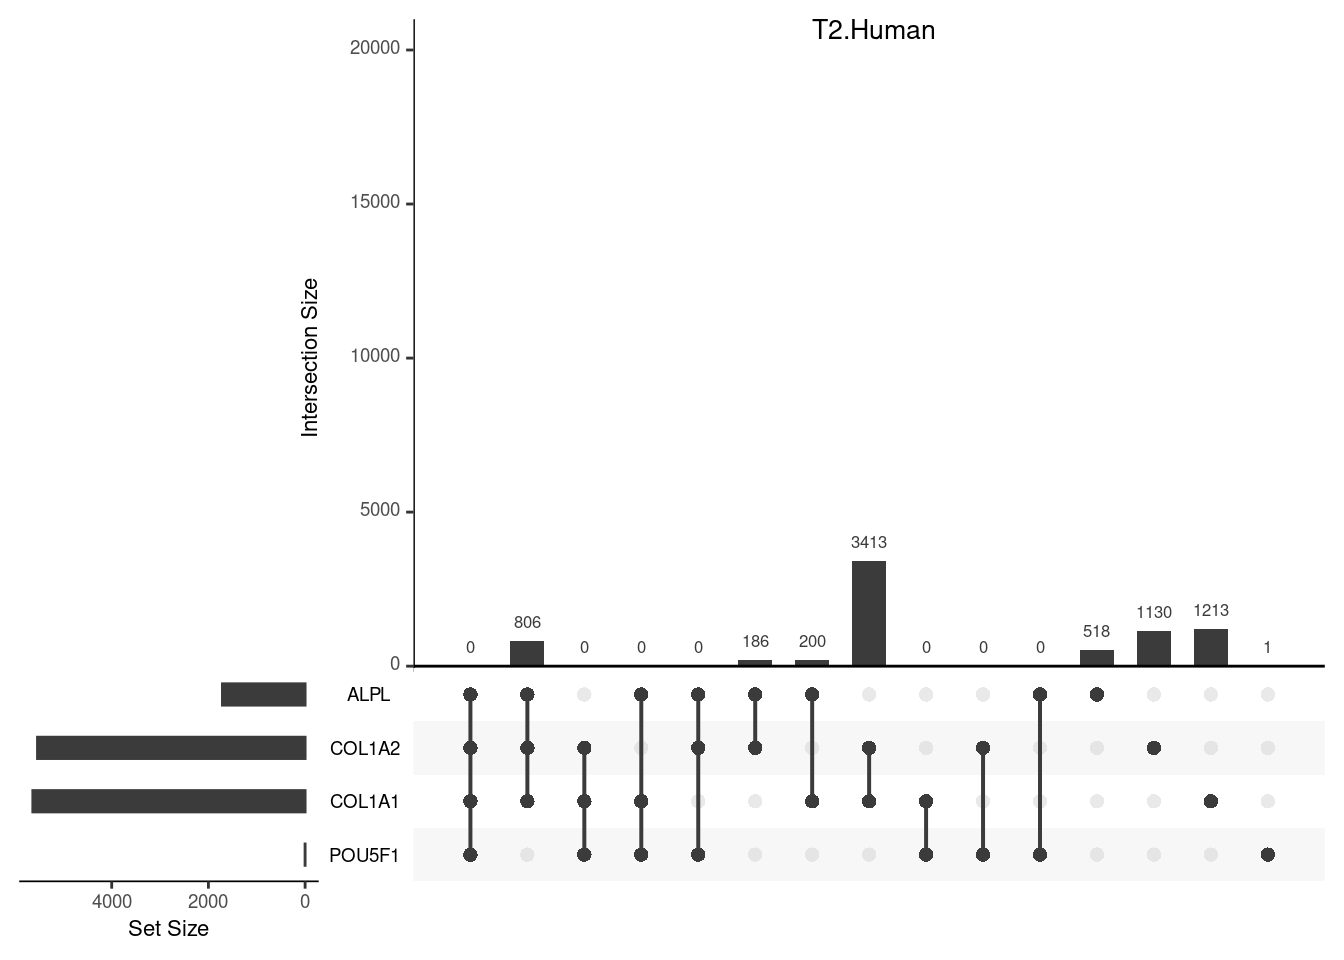 T2.Human
20000
15000
10000
5000
0
Intersection Size
0 806 0 0 0 186 200 3413 0 0 0 518 1130 1213 1
ALPL
COL1A2
COL1A1
POU5F1
4000 2000 0
Set Size